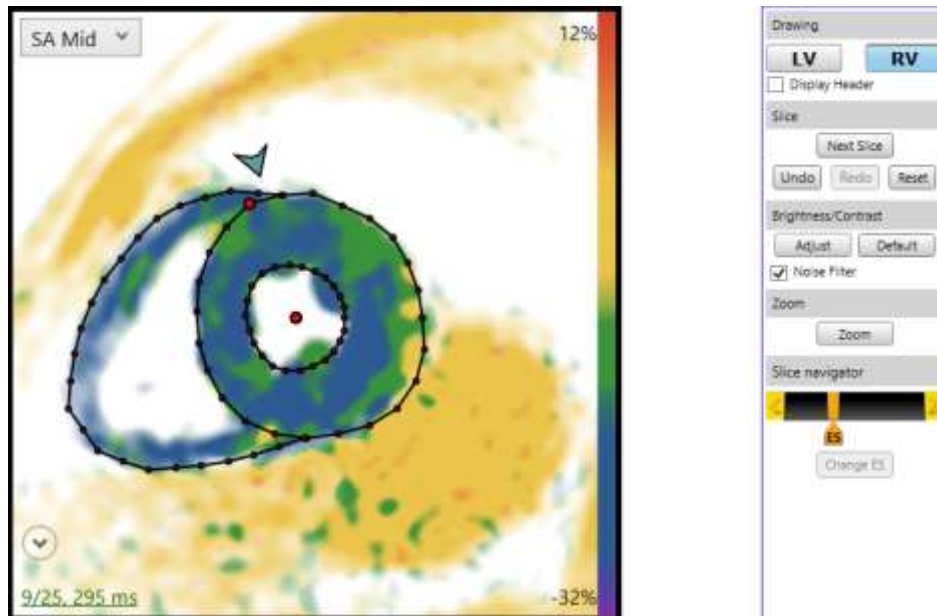 SA Mid
12%
9/25, 295 ms
-32%
Drawing
LV RV
Display Header
Slice
Next Slice
Undo Redo Reset
Brightness/Contrast
Adjust Default
Noise Filter
Zoom
Zoom
Slice navigator
ES
Change ES